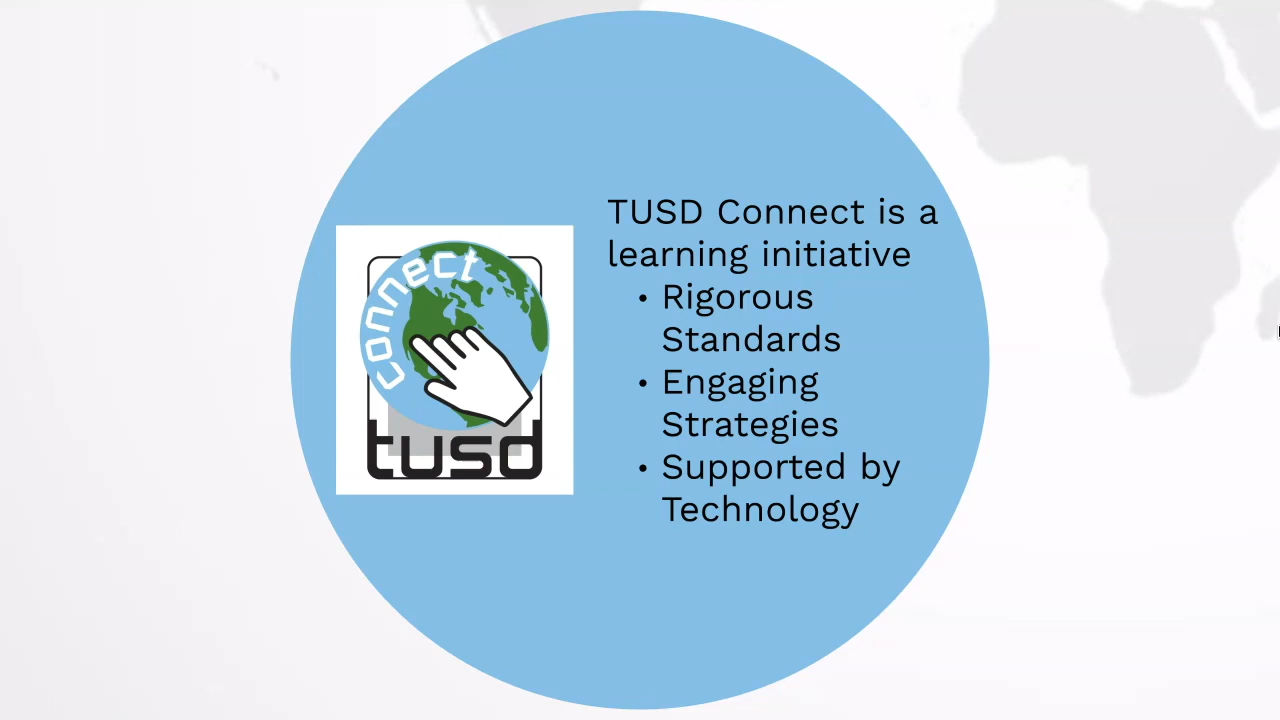 connect
tusd
TUSD Connect is a
learning initiative
• Rigorous
Standards
• Engaging
Strategies
• Supported by
Technology